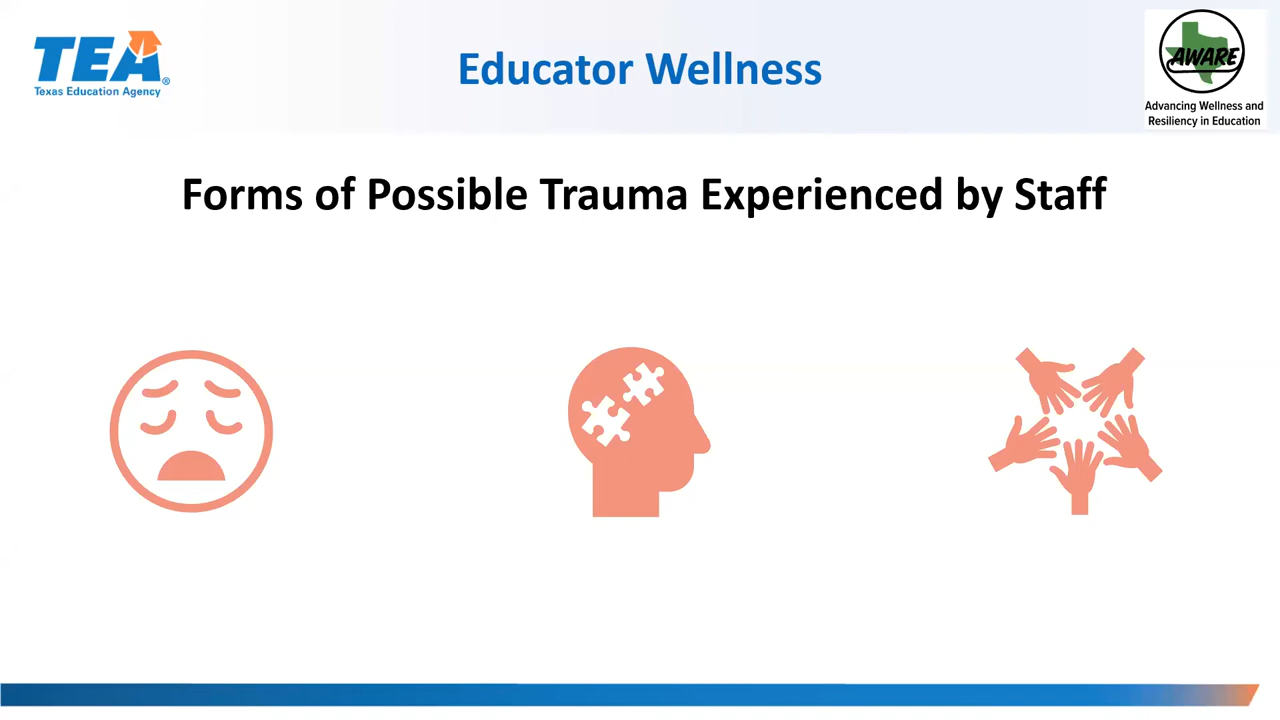 TEA®
Texas Education Agency
Educator Wellness
AWARE
Advancing Wellness and
Resiliency in Education
Forms of Possible Trauma Experienced by Staff